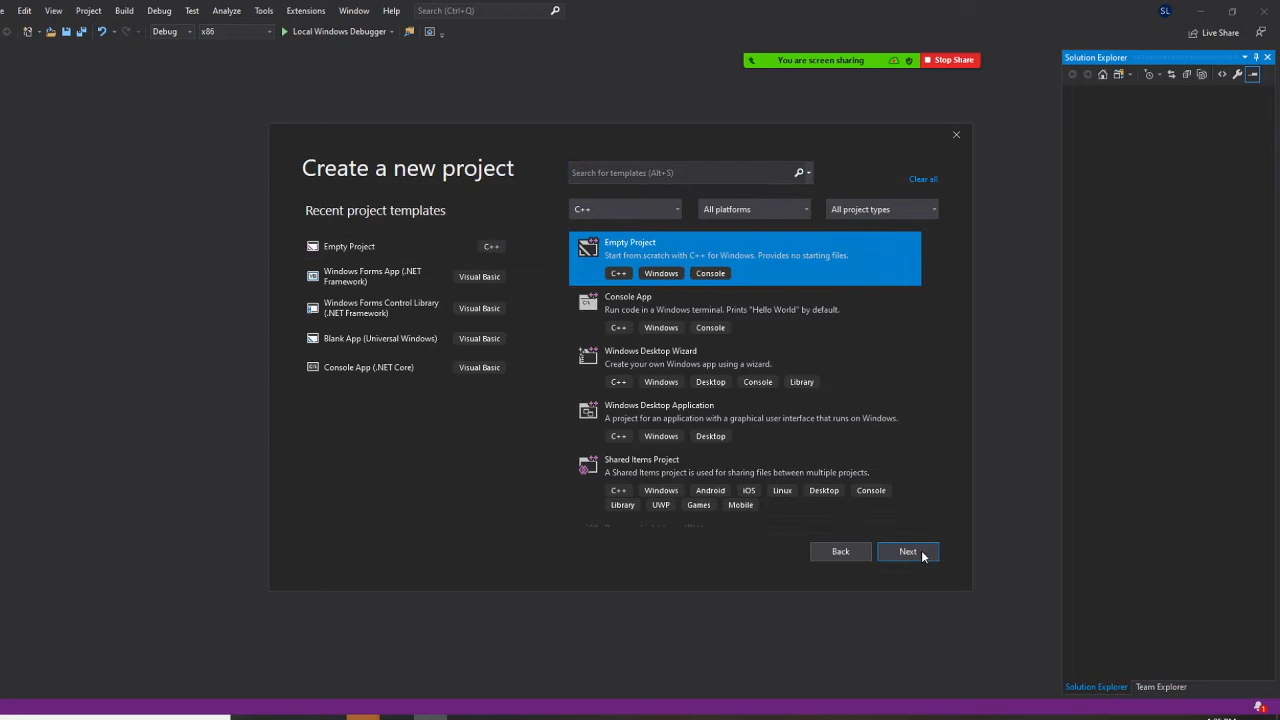 Edit View Project Build Debug Test Analyze Tools Extensions Window Help Search (Ctrl+Q) SL
Debug x86 Local Windows Debugger Live Share
You are screen sharing Stop Share
Solution Explorer
Create a new project
Search for templates (Alt+S)
Clear all
Recent project templates
C++ All platforms All project types
Empty Project C++
Windows Forms App (.NET
Framework) Visual Basic
Windows Forms Control Library
(.NET Framework) Visual Basic
Blank App (Universal Windows) Visual Basic
Console App (.NET Core) Visual Basic
Empty Project
Start from scratch with C++ for Windows. Provides no starting files.
C++ Windows Console
Console App
Run code in a Windows terminal. Prints "Hello World" by default.
C++ Windows Console
Windows Desktop Wizard
Create your own Windows app using a wizard.
C++ Windows Desktop Console Library
Windows Desktop Application
A project for an application with a graphical user interface that runs on Windows.
C++ Windows Desktop
Shared Items Project
A Shared Items project is used for sharing files between multiple projects.
C++ Windows Android iOS Linux Desktop Console
Library UWP Games Mobile
Back Next
Solution Explorer Team Explorer
1